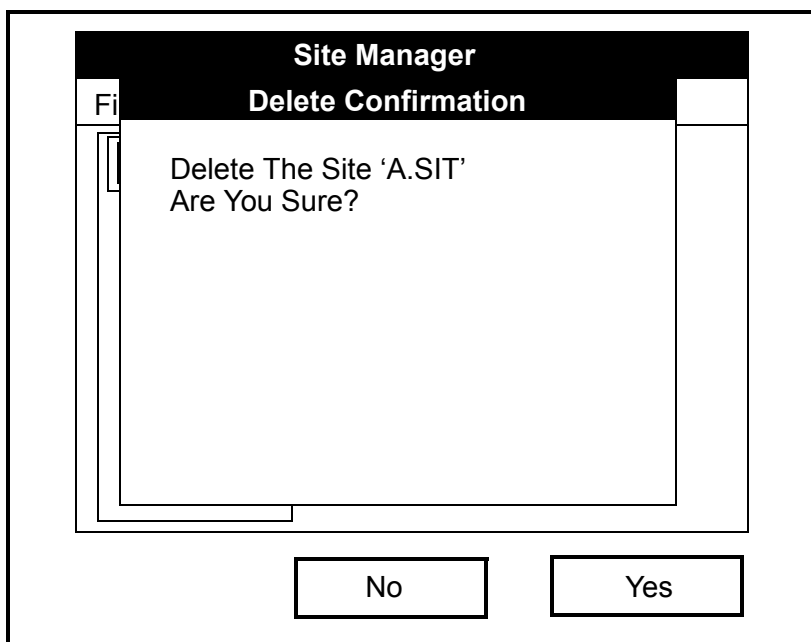 Site Manager
Fi
Delete Confirmation
Delete The Site ‘A.SIT’
Are You Sure?
No
Yes